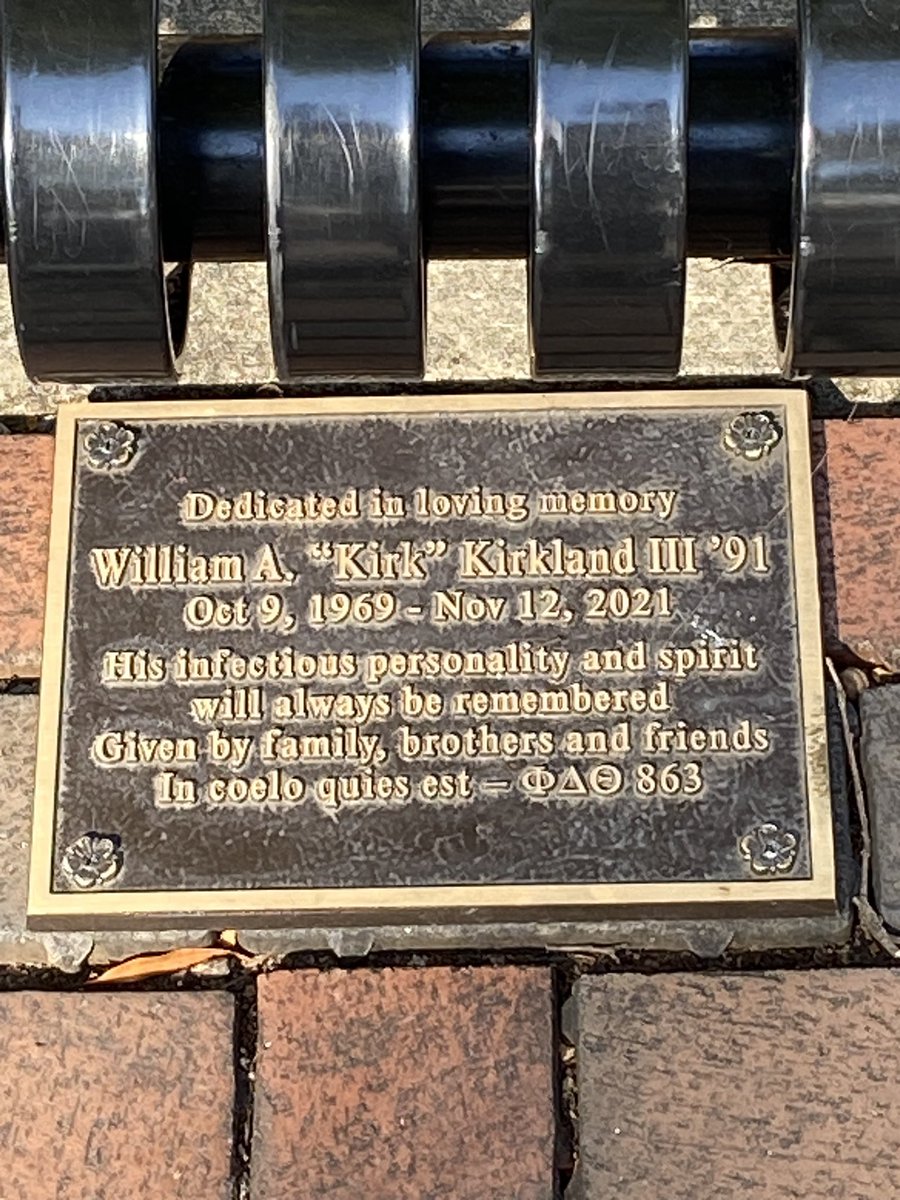 Dedicated in loving memory
William A. “Kirk” Kirkland III ’91
Oct 9, 1969 - Nov 12, 2021
His infectious personality and spirit
will always be remembered
Given by family, brothers and friends
In coelo quies est – ΦΔΘ 863